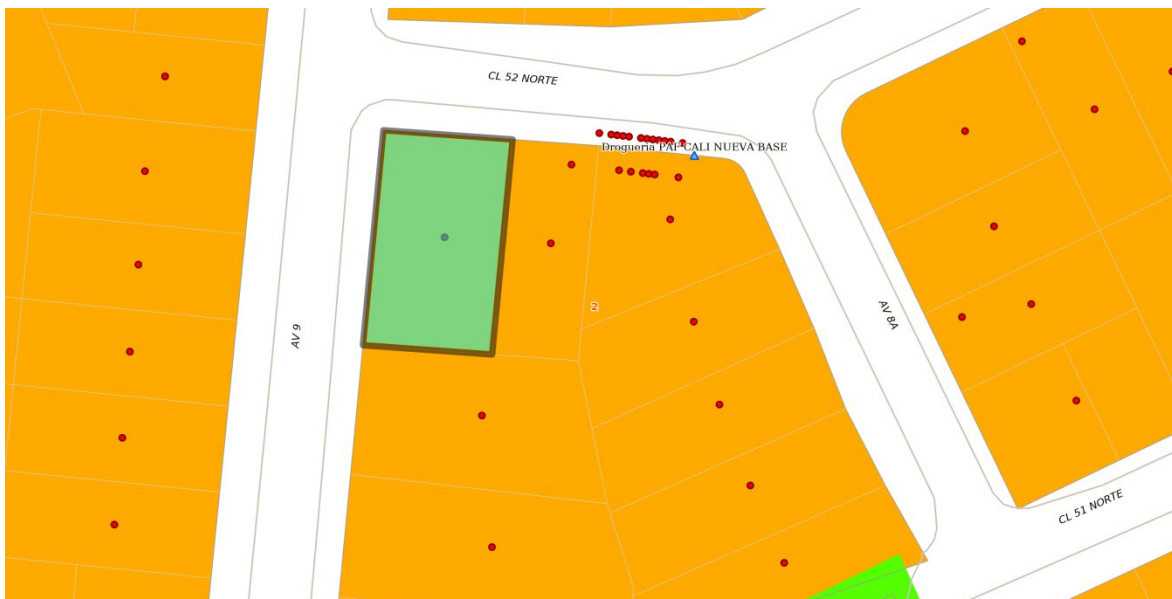 CL 52 NORTE
Drogueria PAF CALI NUEVA BASE
2
AV 9
AV 8A
CL 51 NORTE